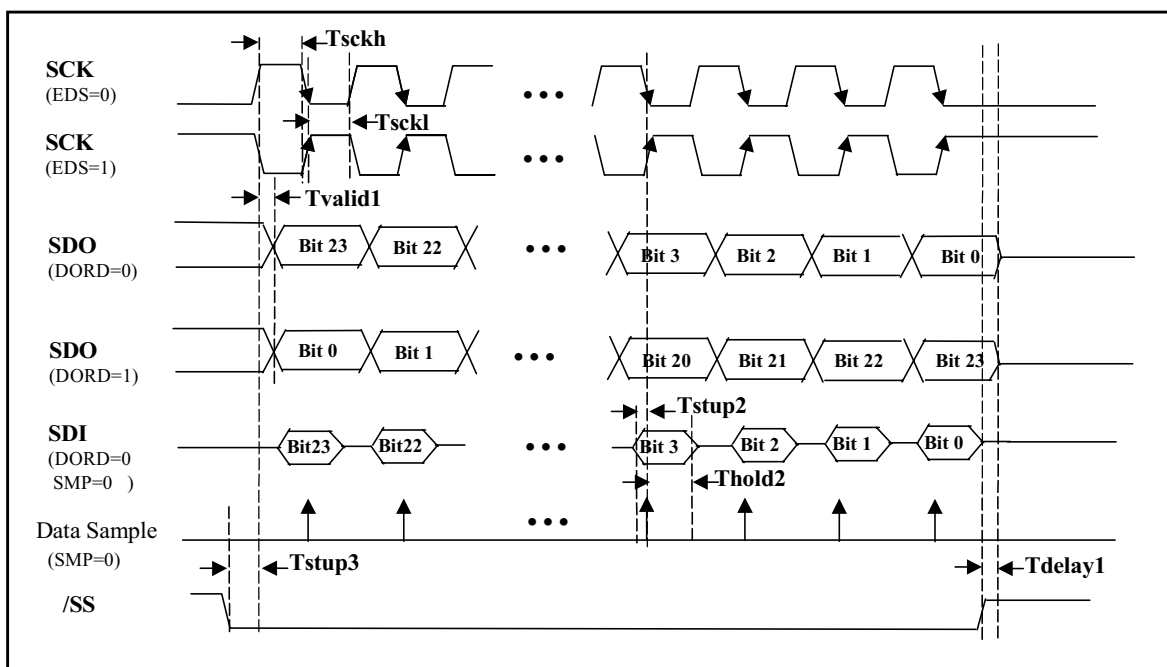 Tsckh
SCK
(EDS=0)
•••
Tsckl
SCK
(EDS=1)
•••
Tvalid1
SDO
(DORD=0)
Bit 23 Bit 22 ••• Bit 3 Bit 2 Bit 1 Bit 0
SDO
(DORD=1)
Bit 0 Bit 1 ••• Bit 20 Bit 21 Bit 22 Bit 23
Tstup2
SDI
(DORD=0
SMP=0 )
Bit23 Bit22 ••• Bit 3 Bit 2 Bit 1 Bit 0
Thold2
Data Sample
(SMP=0)
•••
Tstup3
Tdelay1
/SS